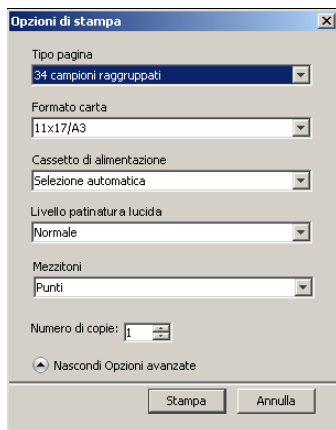 Opzioni di stampa
Tipo pagina
34 campioni raggruppati
Formato carta
11x17/A3
Cassetto di alimentazione
Selezione automatica
Livello patinatura lucida
Normale
Mezzitoni
Punti
Numero di copie: 1
Nascondi Opzioni avanzate
Stampa Annulla